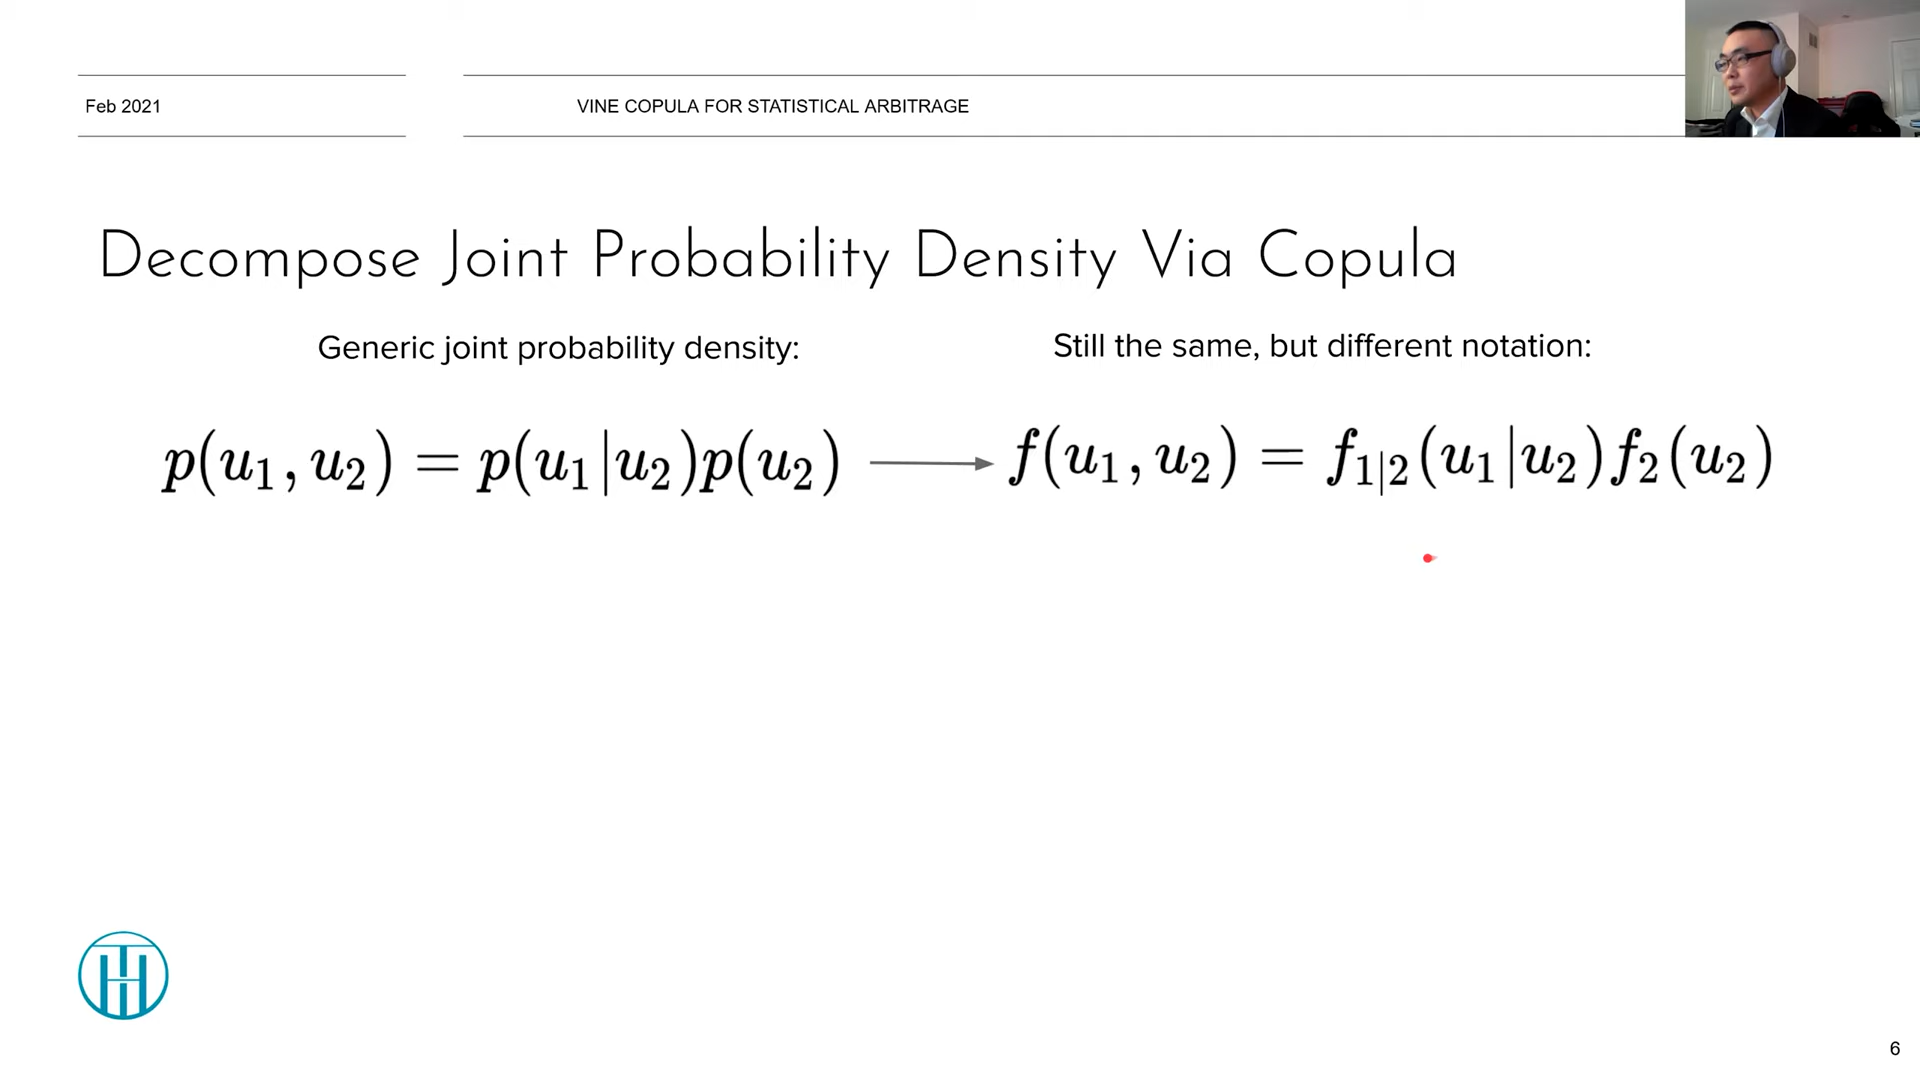 Feb 2021
VINE COPULA FOR STATISTICAL ARBITRAGE
Decompose Joint Probability Density Via Copula
Generic joint probability density:
Still the same, but different notation:
p(u₁, u₂) = p(u₁|u₂)p(u₂)
f(u₁, u₂) = f₁|₂(u₁|u₂)f₂(u₂)
6